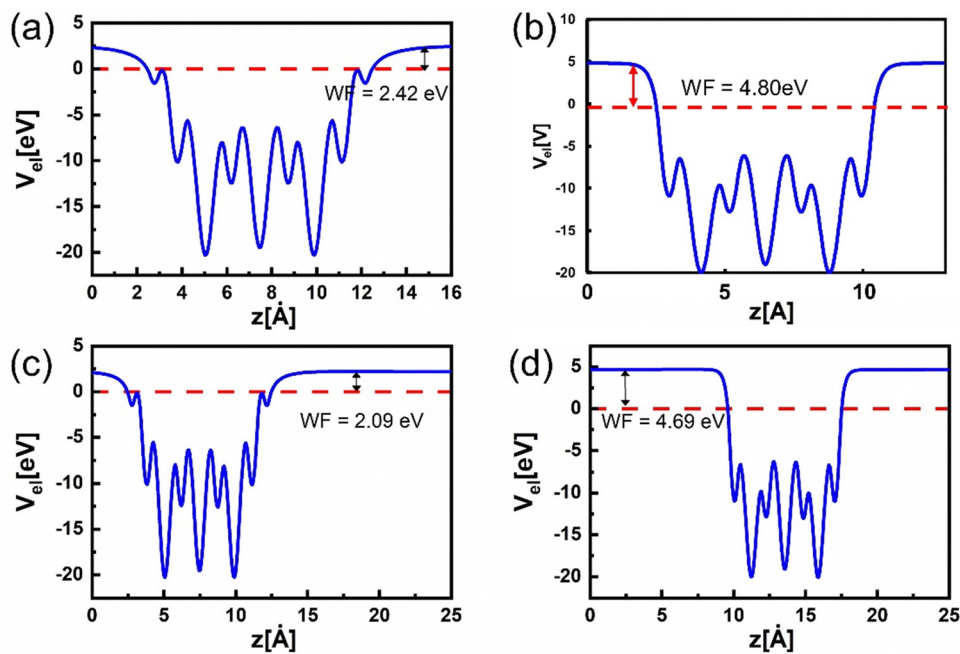 (a)
V_el[eV]
5
0
-5
-10
-15
-20
WF = 2.42 eV
0 2 4 6 8 10 12 14 16
z[Å]
(b)
V_el[V]
10
5
0
-5
-10
-15
-20
WF = 4.80eV
0 5 10
z[A]
(c)
V_el[eV]
5
0
-5
-10
-15
-20
WF = 2.09 eV
0 5 10 15 20 25
z[Å]
(d)
V_el[eV]
5
0
-5
-10
-15
-20
WF = 4.69 eV
0 5 10 15 20 25
z[Å]